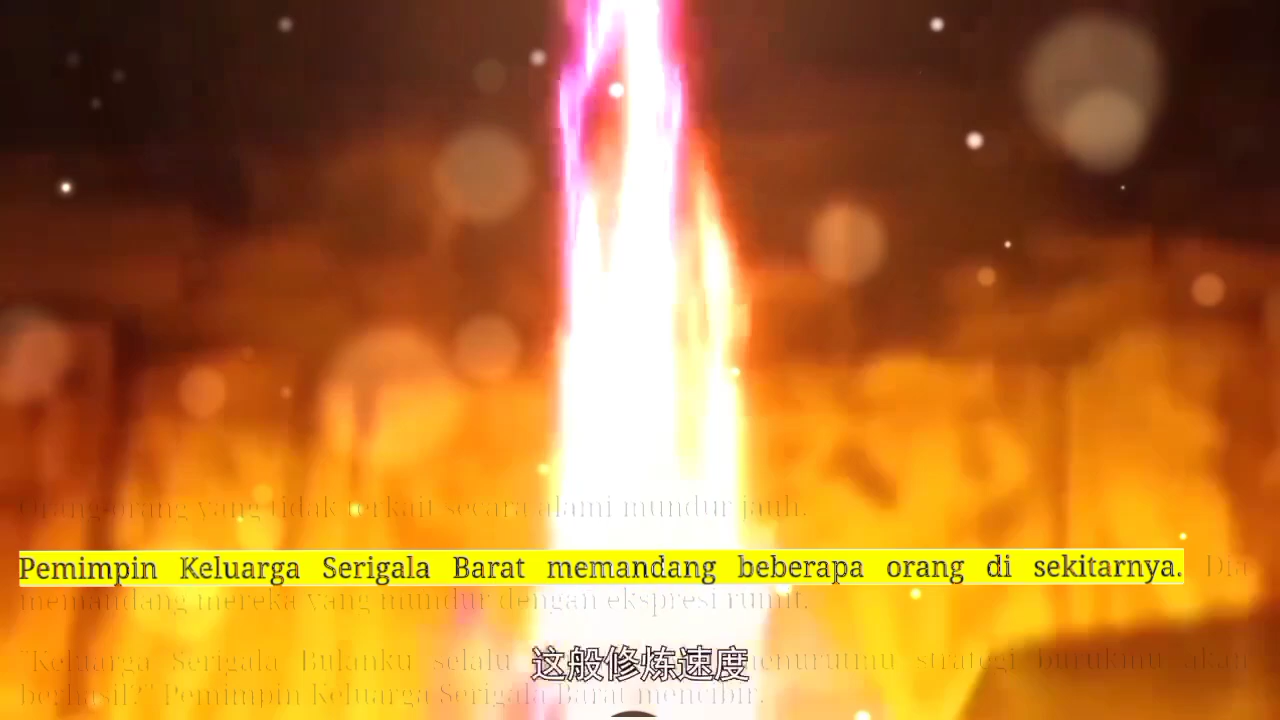 Orang-orang yang tidak terkait secara alami mundur jauh.
Pemimpin Keluarga Serigala Barat memandang beberapa orang di sekitarnya. Dia
memandang mereka yang mundur dengan ekspresi rumit.
"Keluarga Serigala Bulanku selalu 这般修炼速度 menurutmu strategi burukmu akan
berhasil?" Pemimpin Keluarga Serigala Barat mencibir.